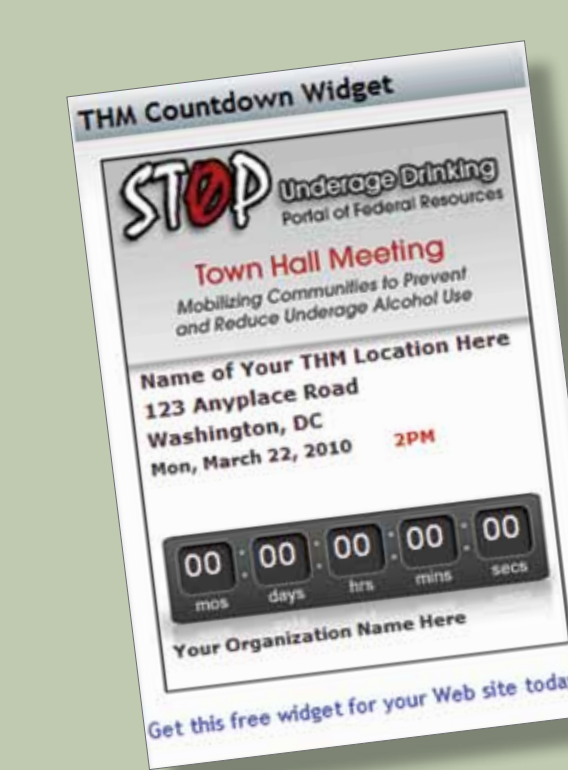 THM Countdown Widget
STOP Underage Drinking
Portal of Federal Resources
Town Hall Meeting
Mobilizing Communities to Prevent
and Reduce Underage Alcohol Use
Name of Your THM Location Here
123 Anyplace Road
Washington, DC
Mon, March 22, 2010 2PM
00 : 00 : 00 : 00 : 00
mos days hrs mins secs
Your Organization Name Here
Get this free widget for your Web site